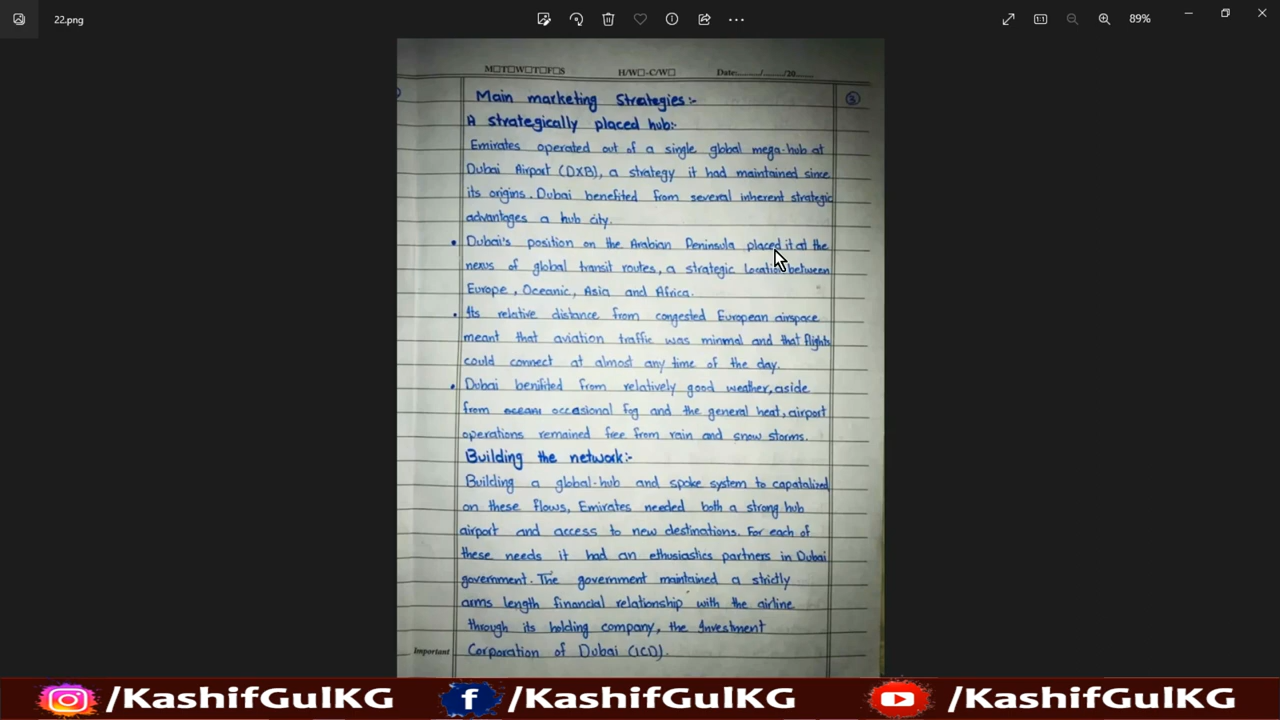 22.png
89%
M□T□W□T□F□S H/W□-C/W□ Date:......./......./20.......
Main marketing Strategies:-
3
A strategically placed hub:-
Emirates operated out of a single global mega-hub at
Dubai Airport (DXB), a strategy it had maintained since
its origins. Dubai benefited from several inherent strategic
advantages a hub city.
• Dubai's position on the Arabian Peninsula placed it at the
nexus of global transit routes, a strategic location between
Europe, Oceanic, Asia and Africa.
• Its relative distance from congested European airspace
meant that aviation traffic was minmal and that flights
could connect at almost any time of the day.
• Dubai benifited from relatively good weather, aside
from occasional fog and the general heat, airport
operations remained free from rain and snow storms.
Building the network:-
Building a global-hub and spoke system to capatalized
on these flows, Emirates needed both a strong hub
airport and access to new destinations. For each of
these needs it had an ethusiastics partners in Dubai
government. The government maintained a strictly
arms length financial relationship with the airline
through its holding company, the Investment
Important Corporation of Dubai (ICD).
/KashifGulKG /KashifGulKG /KashifGulKG